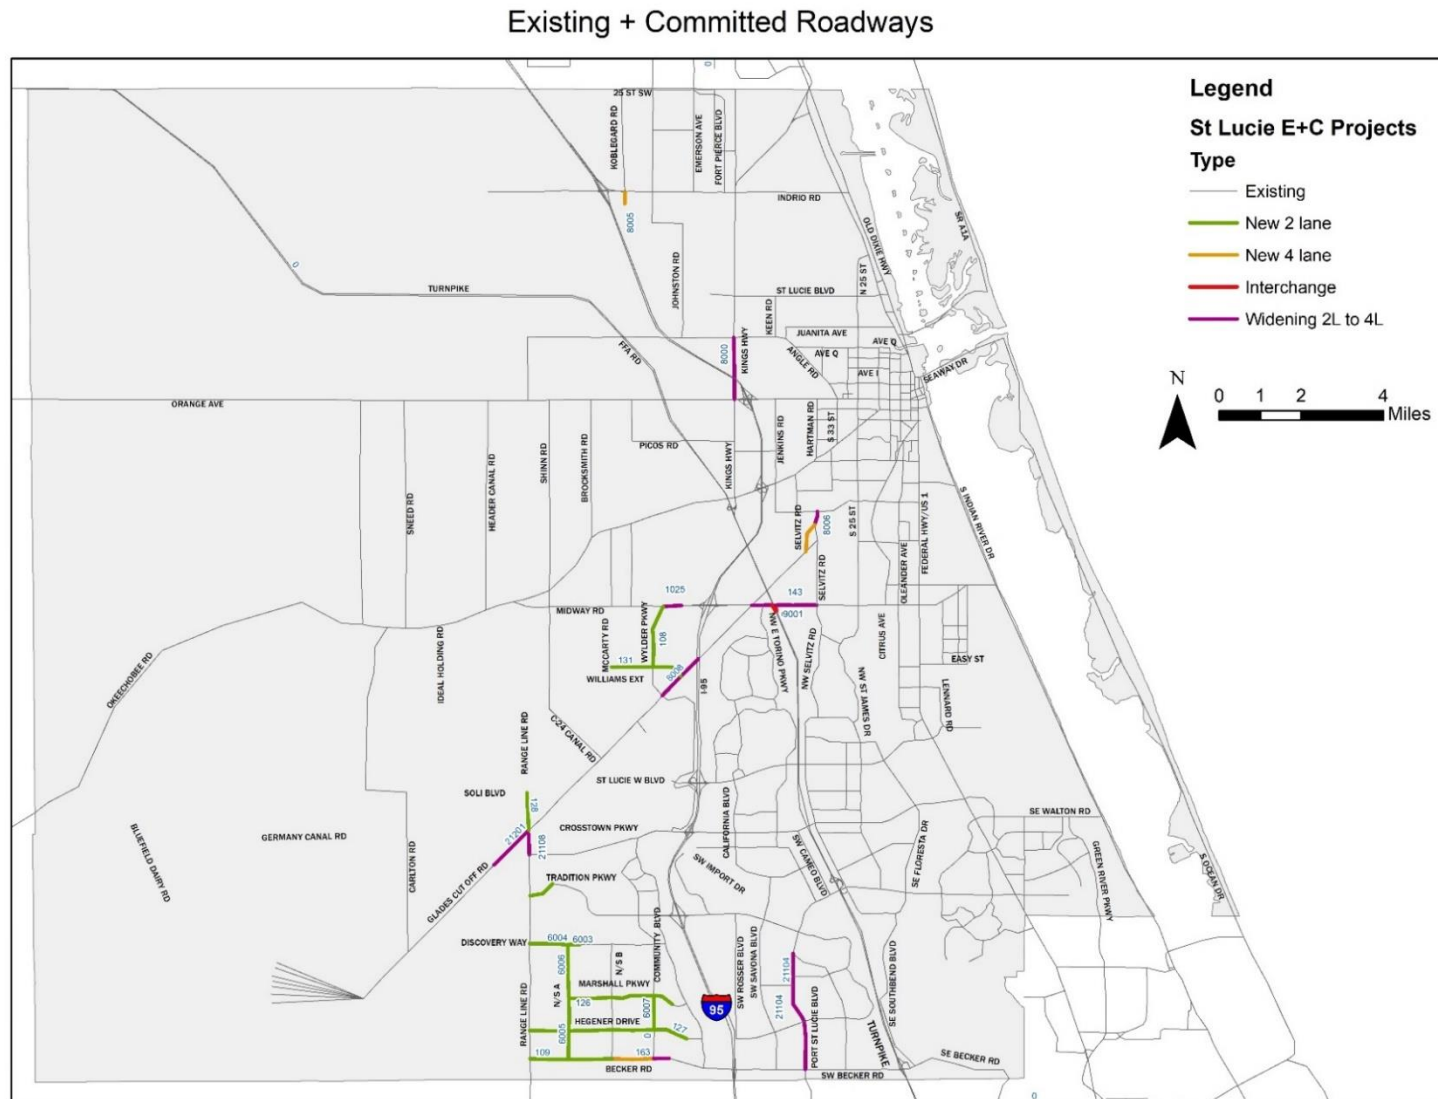 Existing + Committed Roadways
Legend
St Lucie E+C Projects
Type
Existing
New 2 lane
New 4 lane
Interchange
Widening 2L to 4L
N
0 1 2 4
Miles
0
25 ST SW
KOBLEGARD RD
EMERSON AVE
FORT PIERCE BLVD
INDRIO RD
8005
OLD DIXIE HWY
SR A1A
0
TURNPIKE
JOHNSTON RD
ST LUCIE BLVD
N 25 ST
KEEN RD
JUANITA AVE
FFA RD
8000
KINGS HWY
ANGLE RD
AVE Q
AVE Q
AVE I
SEAWAY DR
ORANGE AVE
SNEED RD
HEADER CANAL RD
SHINN RD
BROCKSMITH RD
PICOS RD
KINGS HWY
JENKINS RD
HARTMAN RD
S 33 ST
SELVITZ RD
8006
S 25 ST
FEDERAL HWY/US 1
S INDIAN RIVER DR
OLEANDER AVE
SELVITZ RD
1025
143
MIDWAY RD
MCCARTY RD
WYLDER PKWY
108
I9001
NW E TORINO PKWY
NW SELVITZ RD
CITRUS AVE
EASY ST
131
WILLIAMS EXT
8008
I-95
NW ST JAMES DR
LENNARD RD
OKEECHOBEE RD
IDEAL HOLDING RD
RANGE LINE RD
C-24 CANAL RD
ST LUCIE W BLVD
SOLI BLVD
128
21201
21108
CROSSTOWN PKWY
CALIFORNIA BLVD
SE WALTON RD
BLUEFIELD DAIRY RD
GERMANY CANAL RD
CARLTON RD
GLADES CUT OFF RD
TRADITION PKWY
SW IMPORT DR
SW CAMEO BLVD
SE FLORESTA DR
GREEN RIVER PKWY
S OCEAN DR
DISCOVERY WAY
6004
6003
6006
N/S A
N/S B
COMMUNITY BLVD
SW ROSSER BLVD
SW SAVONA BLVD
21104
21104
PORT ST LUCIE BLVD
SE SOUTHBEND BLVD
MARSHALL PKWY
126
6007
95
RANGE LINE RD
HEGENER DRIVE
6005
0
127
TURNPIKE
109
163
BECKER RD
SW BECKER RD
SE BECKER RD
0